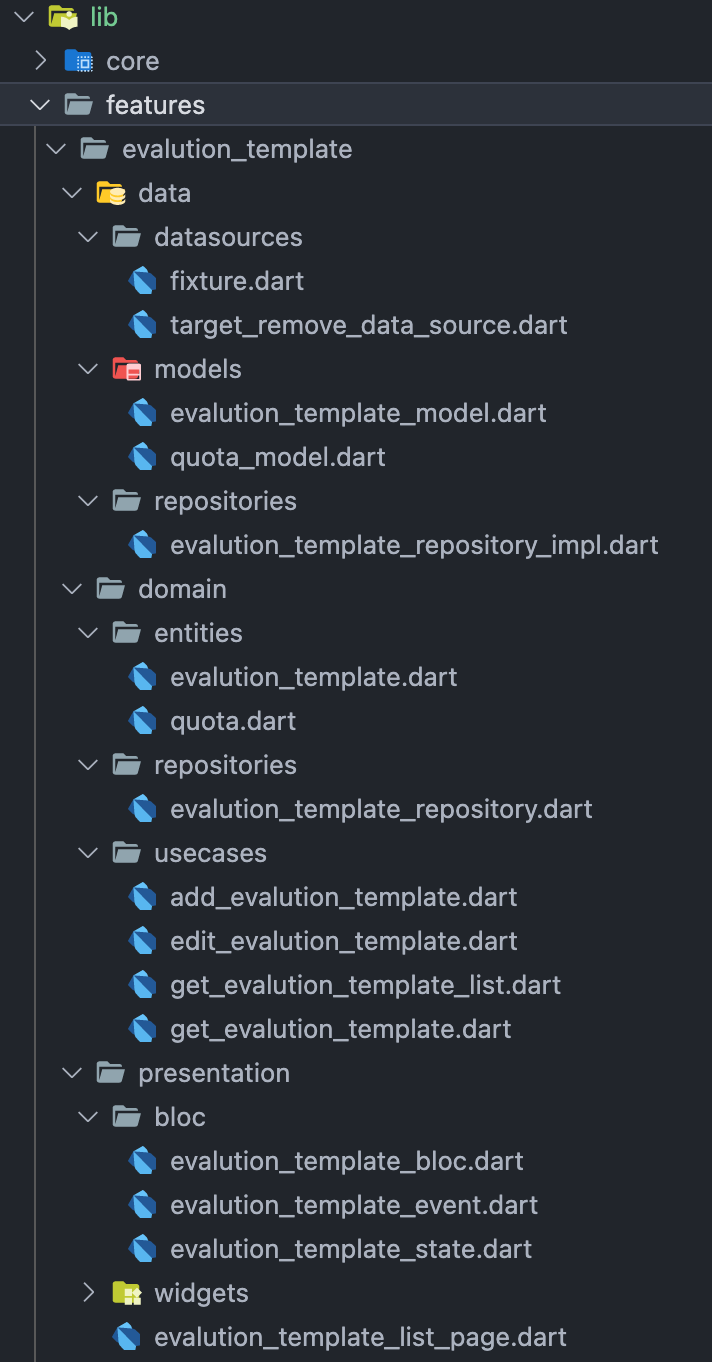 lib
core
features
evalution_template
data
datasources
fixture.dart
target_remove_data_source.dart
models
evalution_template_model.dart
quota_model.dart
repositories
evalution_template_repository_impl.dart
domain
entities
evalution_template.dart
quota.dart
repositories
evalution_template_repository.dart
usecases
add_evalution_template.dart
edit_evalution_template.dart
get_evalution_template_list.dart
get_evalution_template.dart
presentation
bloc
evalution_template_bloc.dart
evalution_template_event.dart
evalution_template_state.dart
widgets
evalution_template_list_page.dart